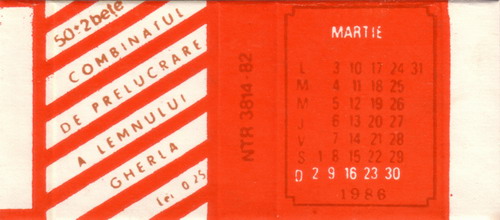 50±2bețe
COMBINATUL
DE PRELUCRARE
A LEMNULUI
GHERLA
lei 0,25
NTR 3814-82
MARTIE
L 3 10 17 24 31
M 4 11 18 25
M 5 12 19 26
J 6 13 20 27
V 7 14 21 28
S 1 8 15 22 29
D 2 9 16 23 30
1986